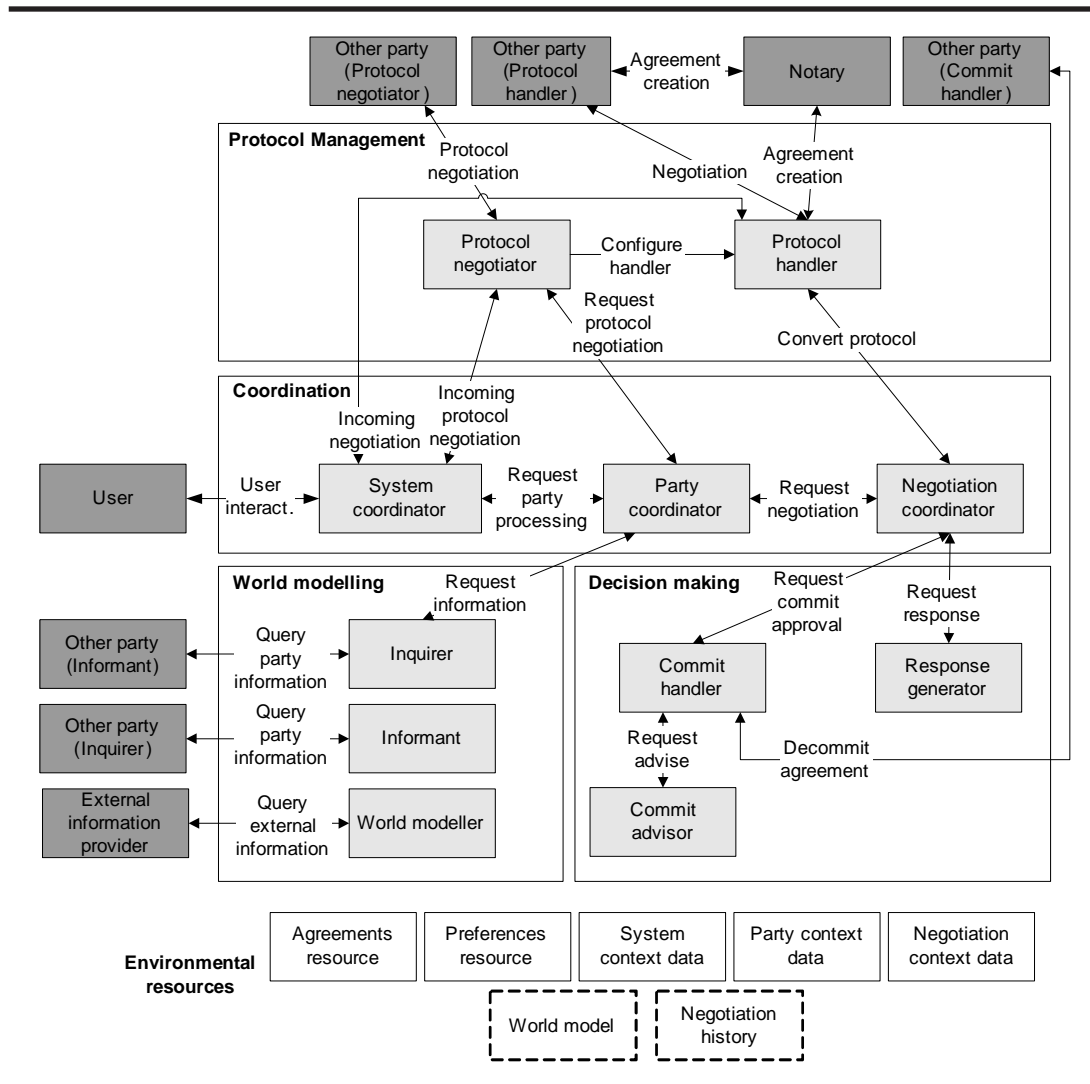 Other party
(Protocol
negotiator)
Other party
(Protocol
handler)
Agreement
creation
Notary
Other party
(Commit
handler)
Protocol Management
Protocol
negotiation
Negotiation
Agreement
creation
Protocol
negotiator
Configure
handler
Protocol
handler
Request
protocol
negotiation
Convert protocol
Coordination
Incoming
negotiation
Incoming
protocol
negotiation
User
User
interact.
System
coordinator
Request
party
processing
Party
coordinator
Request
negotiation
Negotiation
coordinator
World modelling
Request
information
Decision making
Request
commit
approval
Request
response
Other party
(Informant)
Query
party
information
Inquirer
Commit
handler
Response
generator
Other party
(Inquirer)
Query
party
information
Informant
Request
advise
Decommit
agreement
External
information
provider
Query
external
information
World modeller
Commit
advisor
Environmental
resources
Agreements
resource
Preferences
resource
System
context data
Party context
data
Negotiation
context data
World model
Negotiation
history